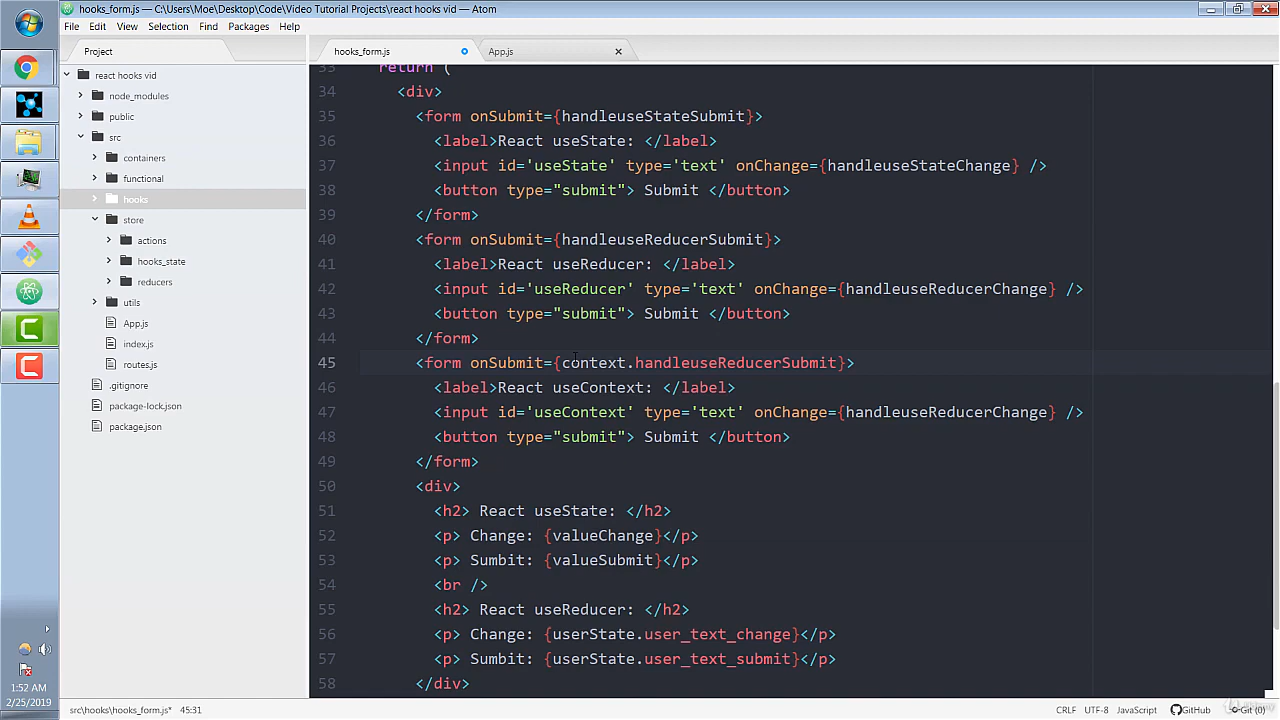 hooks_form.js — C:\Users\Moe\Desktop\Code\Video Tutorial Projects\react hooks vid — Atom
File Edit View Selection Find Packages Help
Project
hooks_form.js
App.js
react hooks vid
node_modules
public
src
containers
functional
hooks
store
actions
hooks_state
reducers
utils
App.js
index.js
routes.js
.gitignore
package-lock.json
package.json
33 return (
34 <div>
35 <form onSubmit={handleuseStateSubmit}>
36 <label>React useState: </label>
37 <input id='useState' type='text' onChange={handleuseStateChange} />
38 <button type="submit"> Submit </button>
39 </form>
40 <form onSubmit={handleuseReducerSubmit}>
41 <label>React useReducer: </label>
42 <input id='useReducer' type='text' onChange={handleuseReducerChange} />
43 <button type="submit"> Submit </button>
44 </form>
45 <form onSubmit={context.handleuseReducerSubmit}>
46 <label>React useContext: </label>
47 <input id='useContext' type='text' onChange={handleuseReducerChange} />
48 <button type="submit"> Submit </button>
49 </form>
50 <div>
51 <h2> React useState: </h2>
52 <p> Change: {valueChange}</p>
53 <p> Sumbit: {valueSubmit}</p>
54 <br />
55 <h2> React useReducer: </h2>
56 <p> Change: {userState.user_text_change}</p>
57 <p> Sumbit: {userState.user_text_submit}</p>
58 </div>
1:52 AM
2/25/2019
src\hooks\hooks_form.js* 45:31
CRLF UTF-8 JavaScript GitHub Git (0)